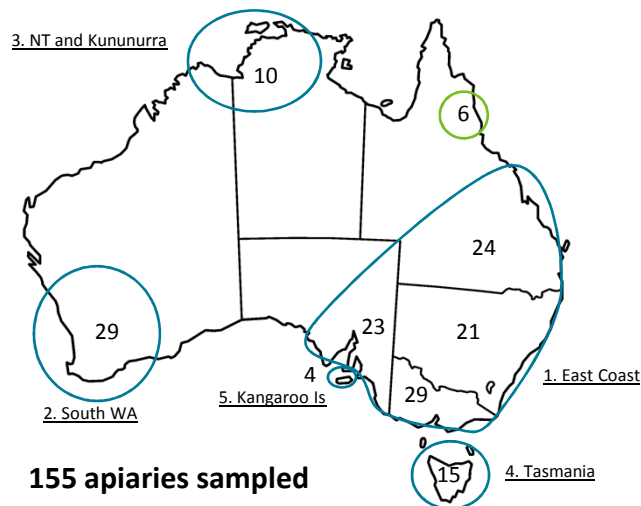 3. NT and Kununurra
10
6
24
29
23
21
4
5. Kangaroo Is
29
1. East Coast
2. South WA
155 apiaries sampled
15
4. Tasmania